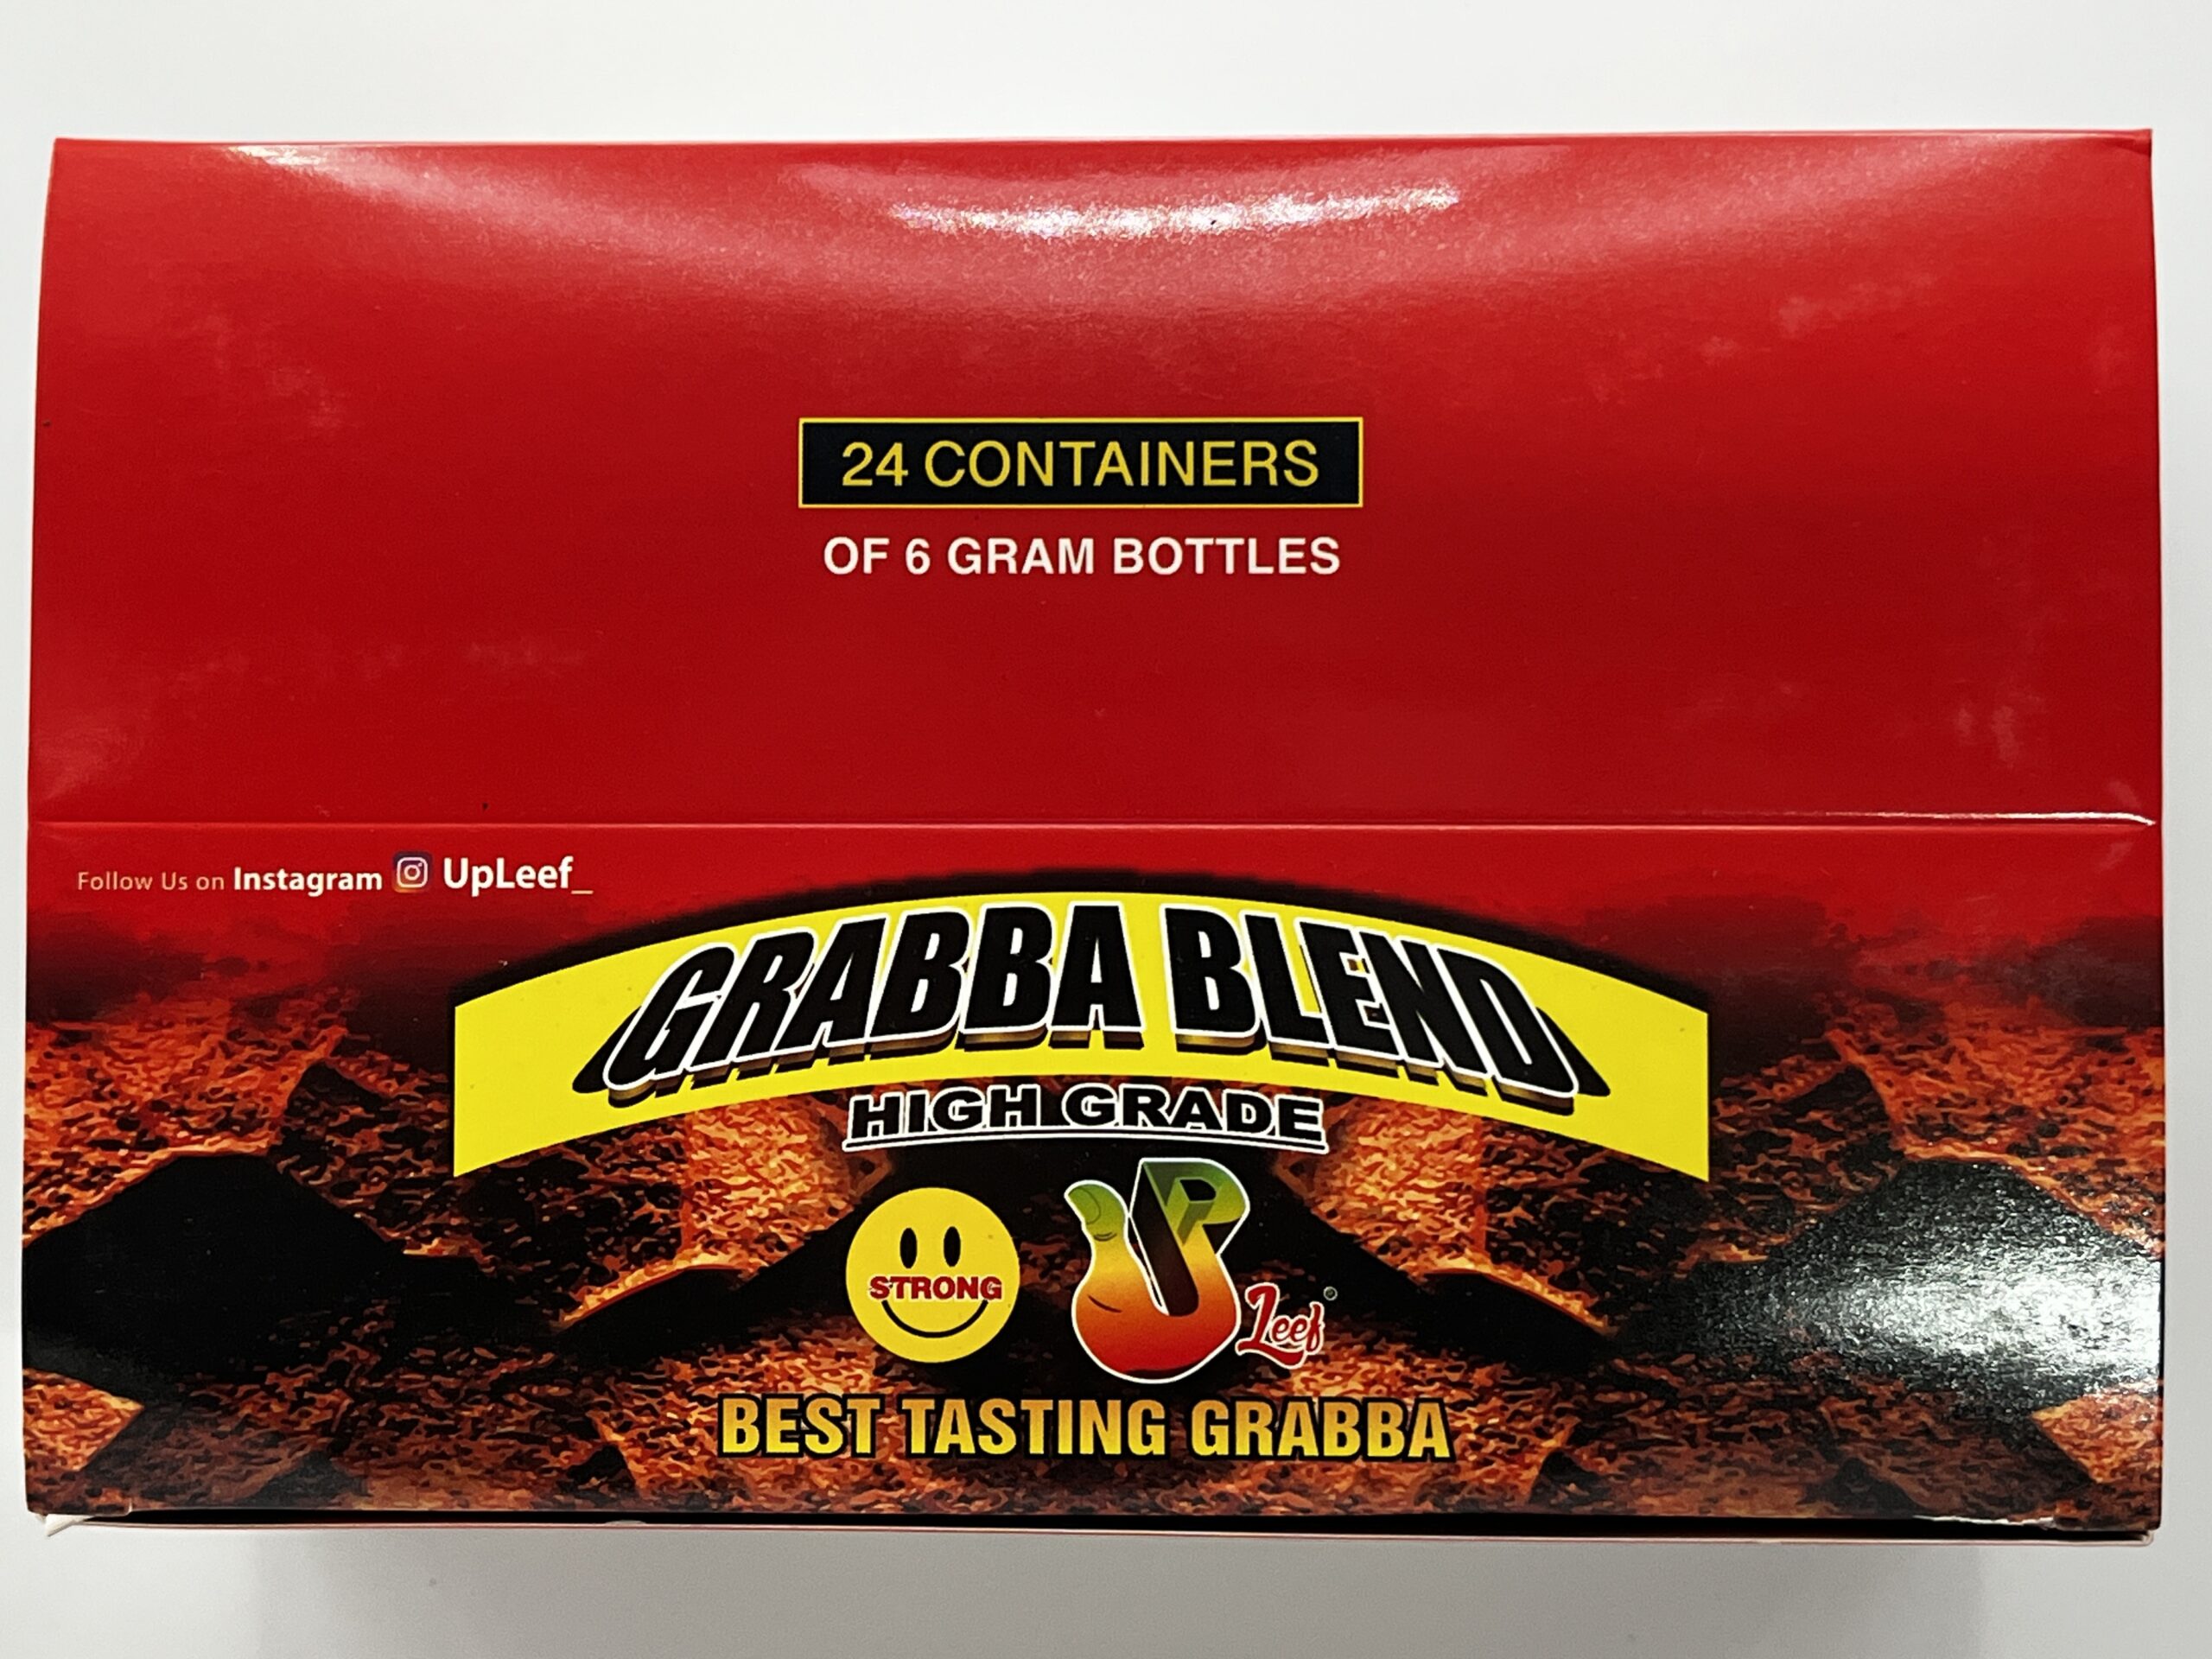 24 CONTAINERS
OF 6 GRAM BOTTLES
Follow Us on Instagram UpLeef_
GRABBA BLEND
HIGH GRADE
STRONG
UP
Leef
BEST TASTING GRABBA